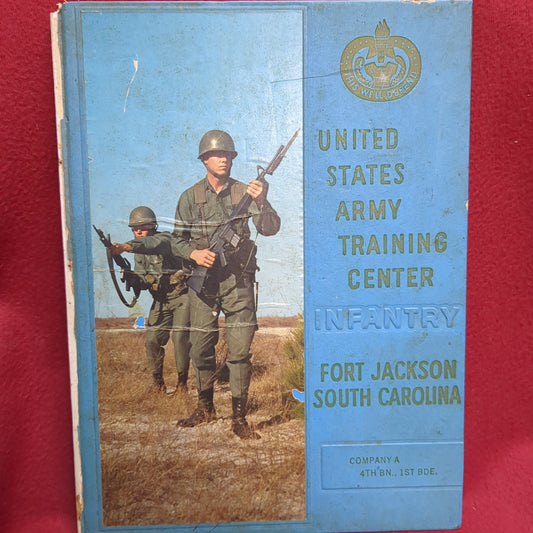 THIS WE'LL DEFEND
UNITED
STATES
ARMY
TRAINING
CENTER
INFANTRY
FORT JACKSON
SOUTH CAROLINA
COMPANY A
4TH BN., 1ST BDE.